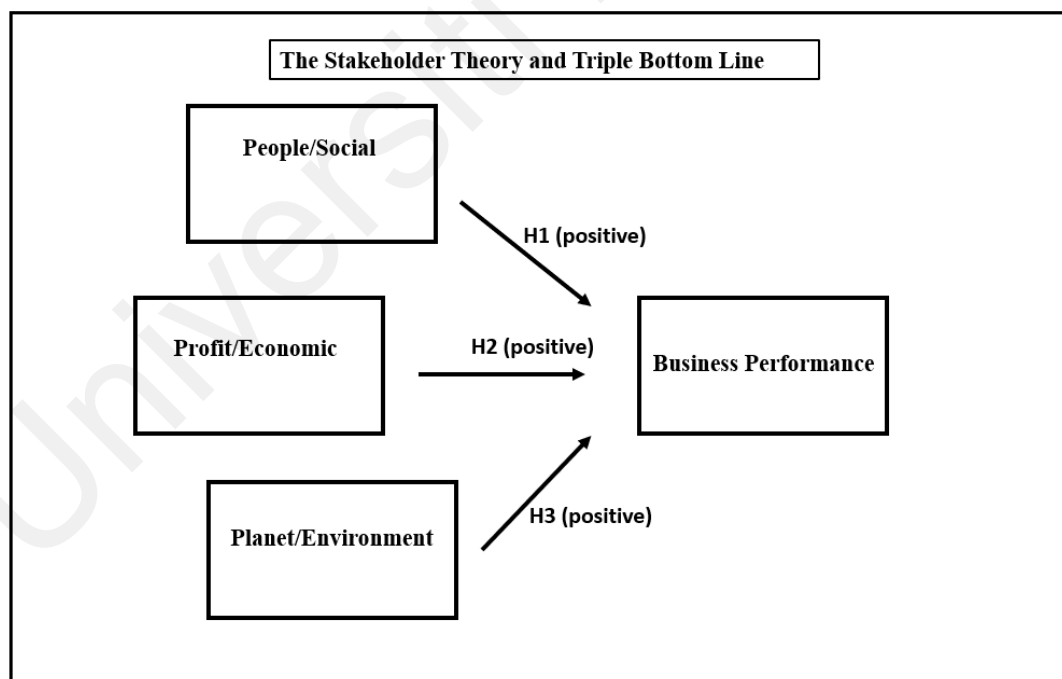 The Stakeholder Theory and Triple Bottom Line
People/Social
H1 (positive)
Profit/Economic
H2 (positive)
Business Performance
Planet/Environment
H3 (positive)
Universiti